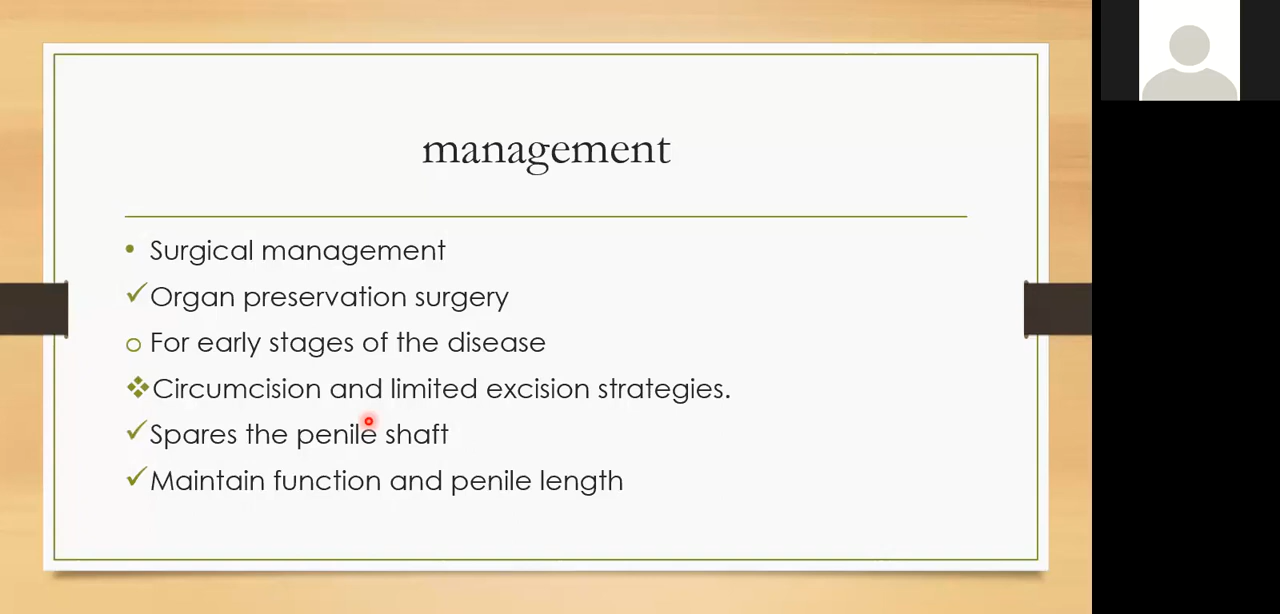 management
• Surgical management
✓ Organ preservation surgery
o For early stages of the disease
❖ Circumcision and limited excision strategies.
✓ Spares the penile shaft
✓ Maintain function and penile length